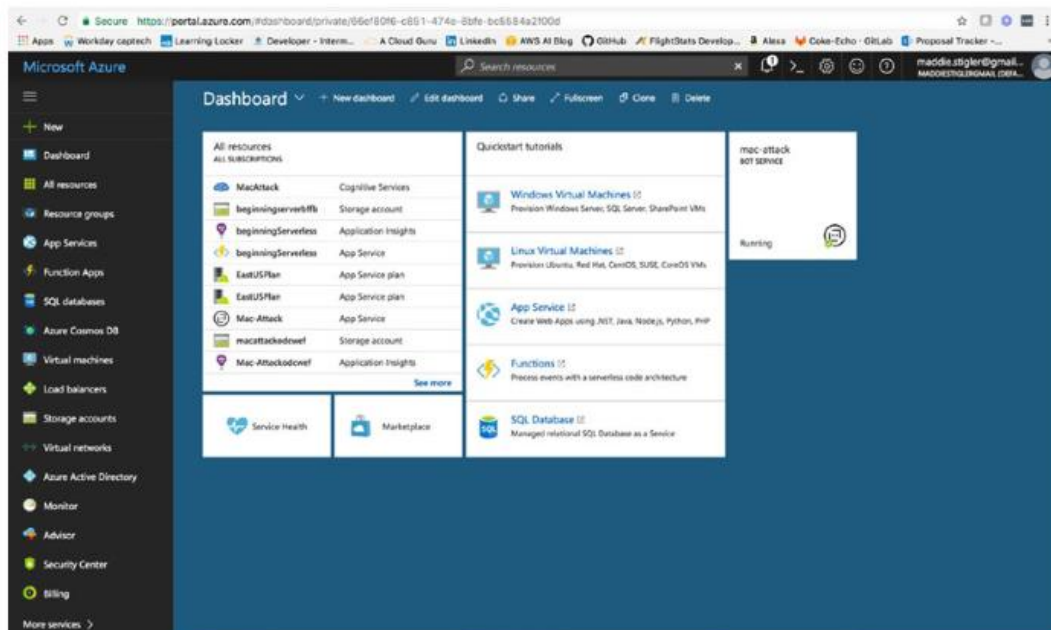 Secure https://portal.azure.com/#dashboard/private/
Apps Workday captech Learning Locker Developer - Interm... A Cloud Guru LinkedIn AWS AI Blog GitHub FlightStats Develop... Alexa Coke-Echo · GitLab Proposal Tracker -...
Microsoft Azure
Search resources
1
maddie.stigler@gmail....
MADDIESTIGLERGMAIL (DEFA...
New
Dashboard
All resources
Resource groups
App Services
Function Apps
SQL databases
Azure Cosmos DB
Virtual machines
Load balancers
Storage accounts
Virtual networks
Azure Active Directory
Monitor
Advisor
Security Center
Billing
More services >
Dashboard
+ New dashboard Edit dashboard Share Fullscreen Clone Delete
All resources
ALL SUBSCRIPTIONS
MacAttack Cognitive Services
beginningserverbffb Storage account
beginningServerless Application Insights
beginningServerless App Service
EastUSPlan App Service plan
EastUSPlan App Service plan
Mac-Attack App Service
macattackodcwef Storage account
Mac-Attackodcwef Application Insights
See more
Service Health
Marketplace
Quickstart tutorials
Windows Virtual Machines
Provision Windows Server, SQL Server, SharePoint VMs
Linux Virtual Machines
Provision Ubuntu, Red Hat, CentOS, SUSE, CoreOS VMs
App Service
Create Web Apps using .NET, Java, Node.js, Python, PHP
Functions
Process events with a serverless code architecture
SQL
SQL Database
Managed relational SQL Database as a Service
mac-attack
BOT SERVICE
Running